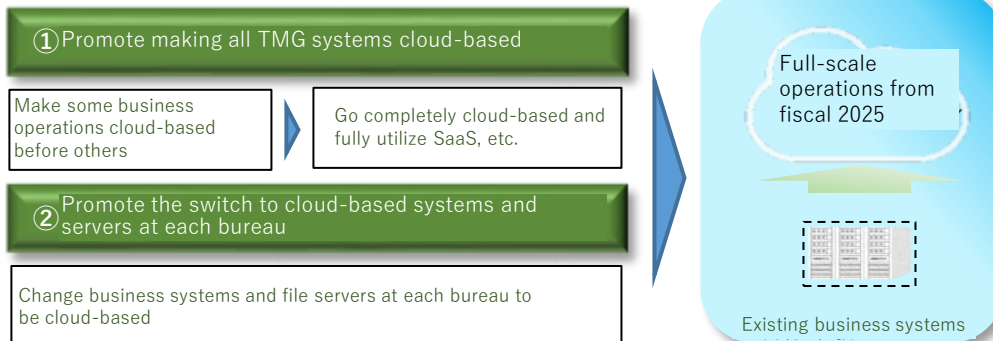 ①Promote making all TMG systems cloud-based
Make some business
operations cloud-based
before others
Go completely cloud-based and
fully utilize SaaS, etc.
②Promote the switch to cloud-based systems and
servers at each bureau
Change business systems and file servers at each bureau to
be cloud-based
Full-scale
operations from
fiscal 2025
Existing business systems